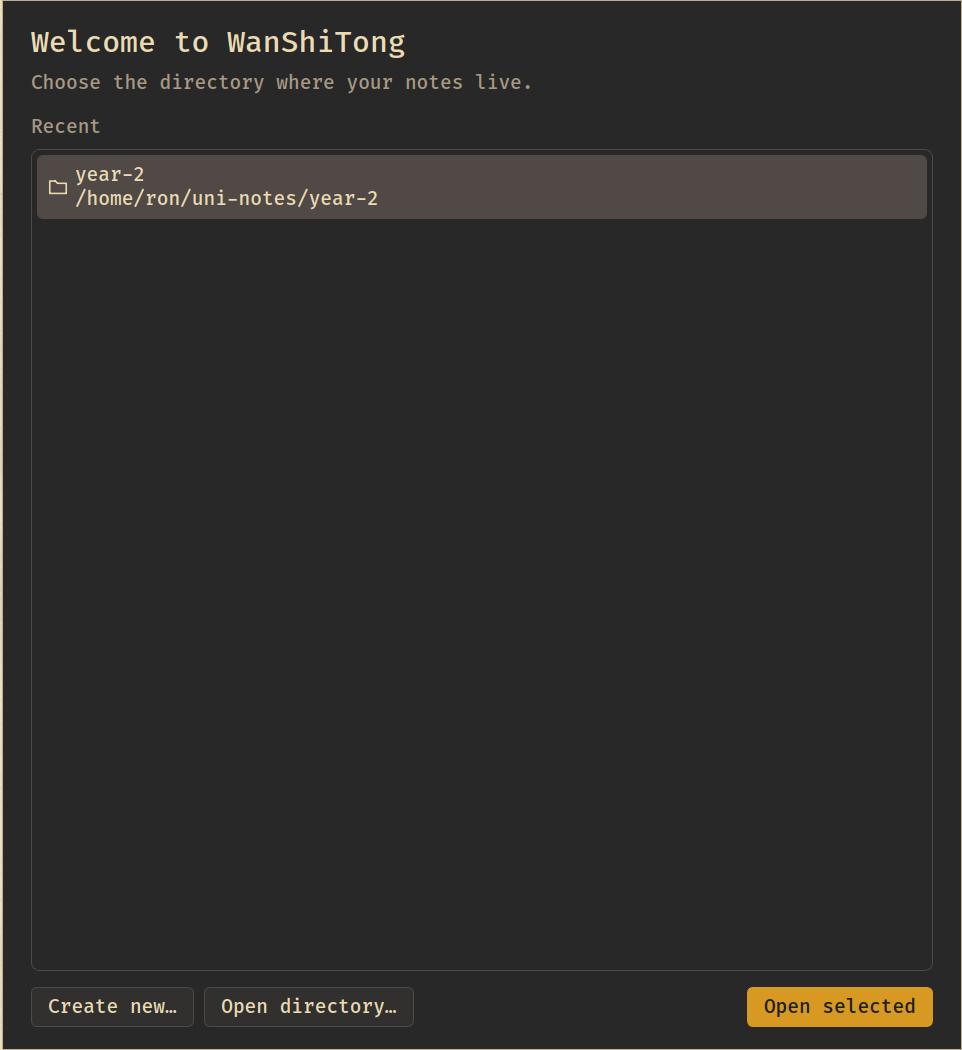 Welcome to WanShiTong
Choose the directory where your notes live.
Recent
year-2
/home/ron/uni-notes/year-2
Create new…
Open directory…
Open selected